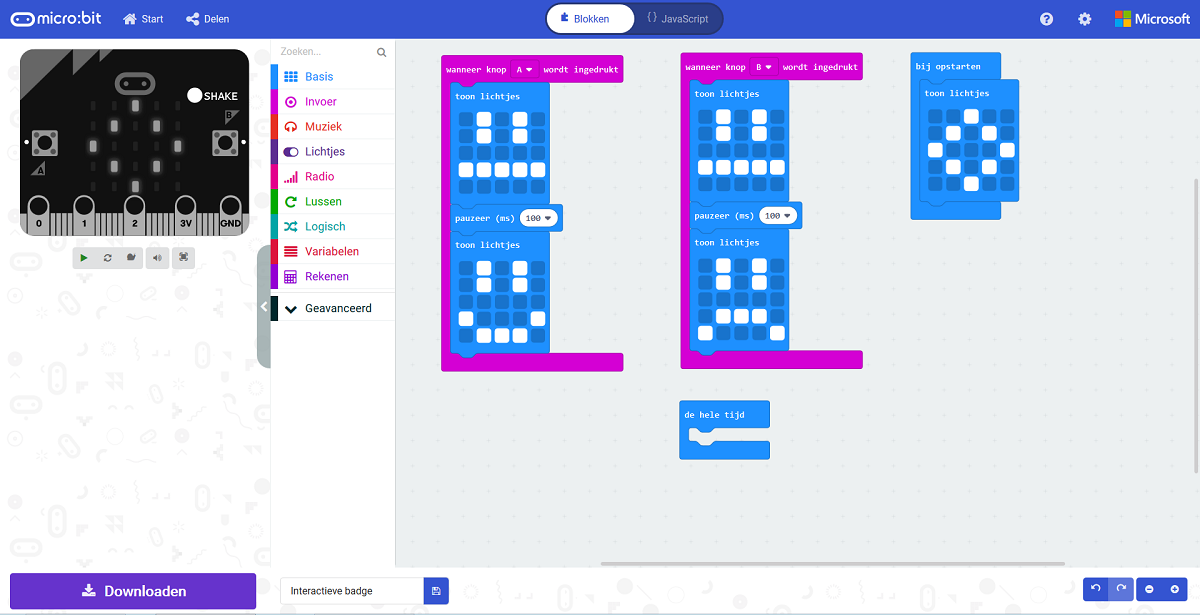 micro:bit Start Delen Blokken {} JavaScript ? Microsoft
SHAKE
B
A
0 1 2 3V GND
Zoeken...
Basis
Invoer
Muziek
Lichtjes
Radio
Lussen
Logisch
Variabelen
Rekenen
Geavanceerd
wanneer knop A wordt ingedrukt
toon lichtjes
pauzeer (ms) 100
toon lichtjes
wanneer knop B wordt ingedrukt
toon lichtjes
pauzeer (ms) 100
toon lichtjes
bij opstarten
toon lichtjes
de hele tijd
Downloaden
Interactieve badge